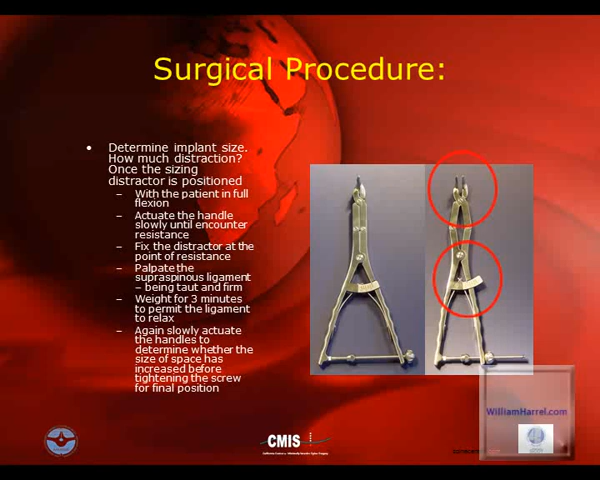 Surgical Procedure:
• Determine implant size.
How much distraction?
Once the sizing
distractor is positioned
– With the patient in full
flexion
– Actuate the handle
slowly until encounter
resistance
– Fix the distractor at the
point of resistance
– Palpate the
supraspinous ligament
– being taut and firm
– Weight for 3 minutes
to permit the ligament
to relax
– Again slowly actuate
the handles to
determine whether the
size of space has
increased before
tightening the screw
for final position
WilliamHarrel.com
CMIS